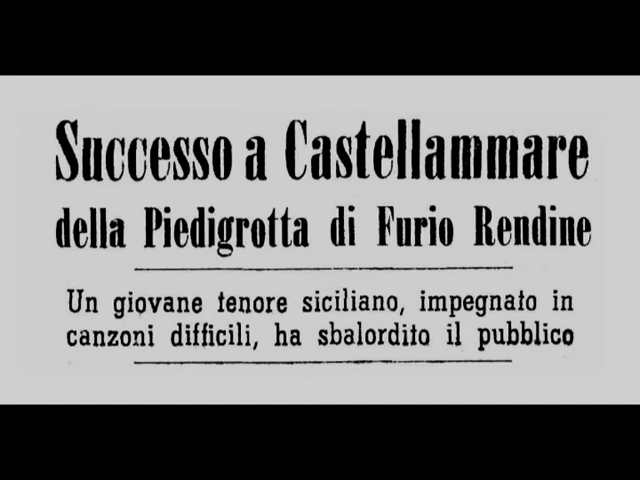 Successo a Castellammare
della Piedigrotta di Furio Rendine
Un giovane tenore siciliano, impegnato in
canzoni difficili, ha sbalordito il pubblico